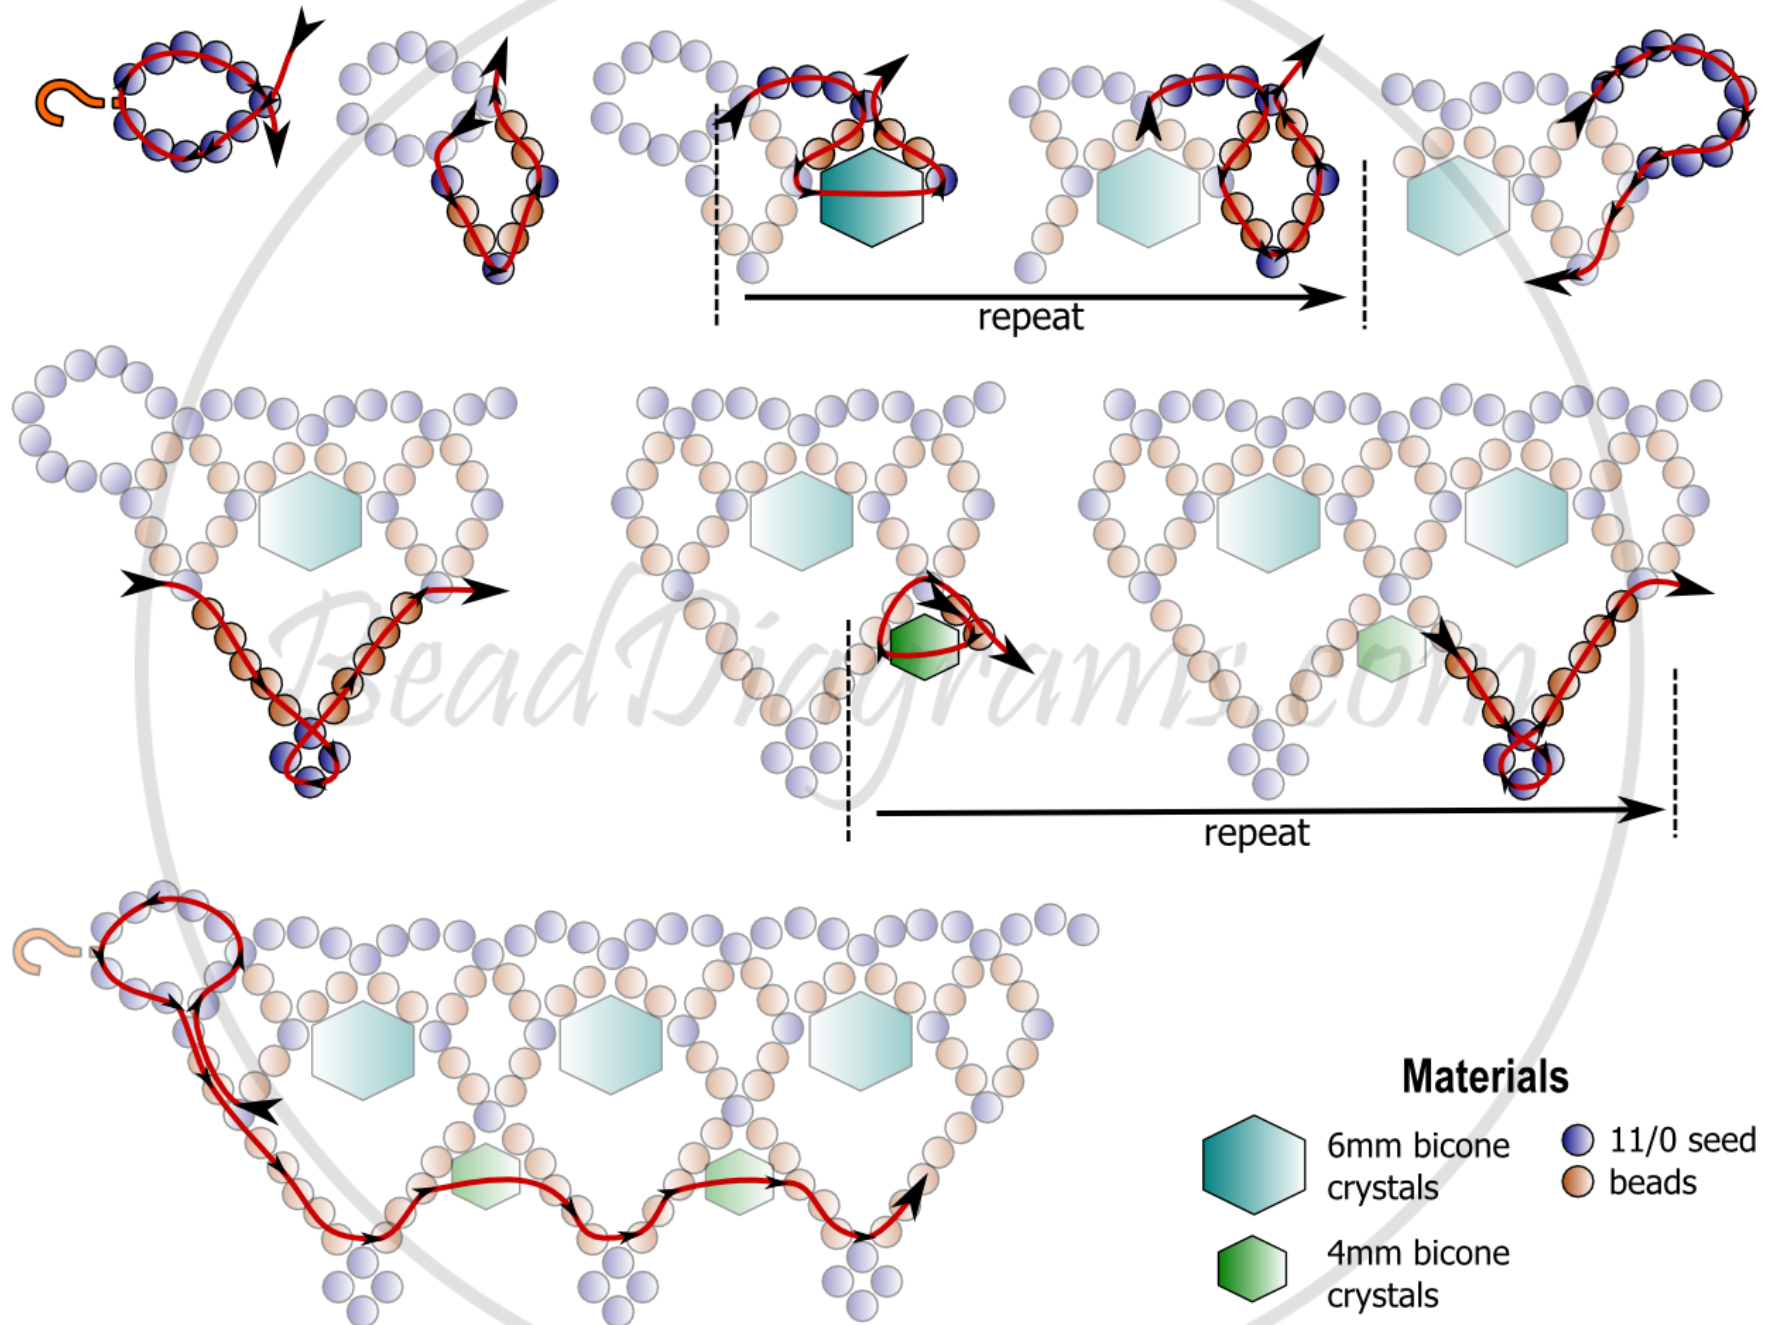 repeat
BeadDiagrams.com
repeat
Materials
6mm bicone
crystals
11/0 seed
beads
4mm bicone
crystals